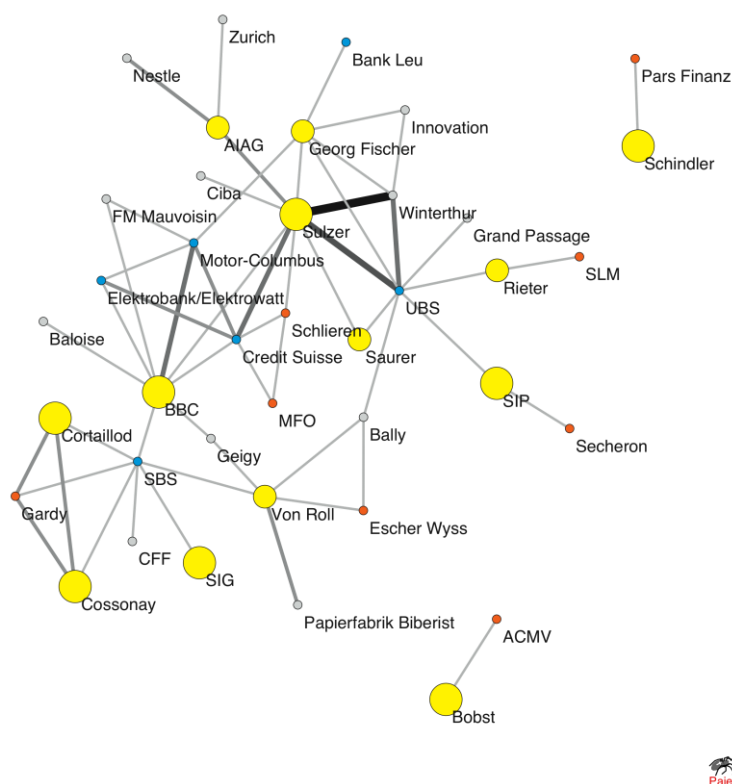 Zurich
Bank Leu
Nestle
Pars Finanz
Innovation
AIAG
Georg Fischer
Schindler
Ciba
FM Mauvoisin
Winterthur
Sulzer
Grand Passage
Motor-Columbus
SLM
Rieter
Elektrobank/Elektrowatt
UBS
Schlieren
Baloise
Credit Suisse
Saurer
SIP
BBC
MFO
Cortaillod
Bally
Secheron
Geigy
SBS
Gardy
Von Roll
Escher Wyss
CFF
SIG
Cossonay
Papierfabrik Biberist
ACMV
Bobst